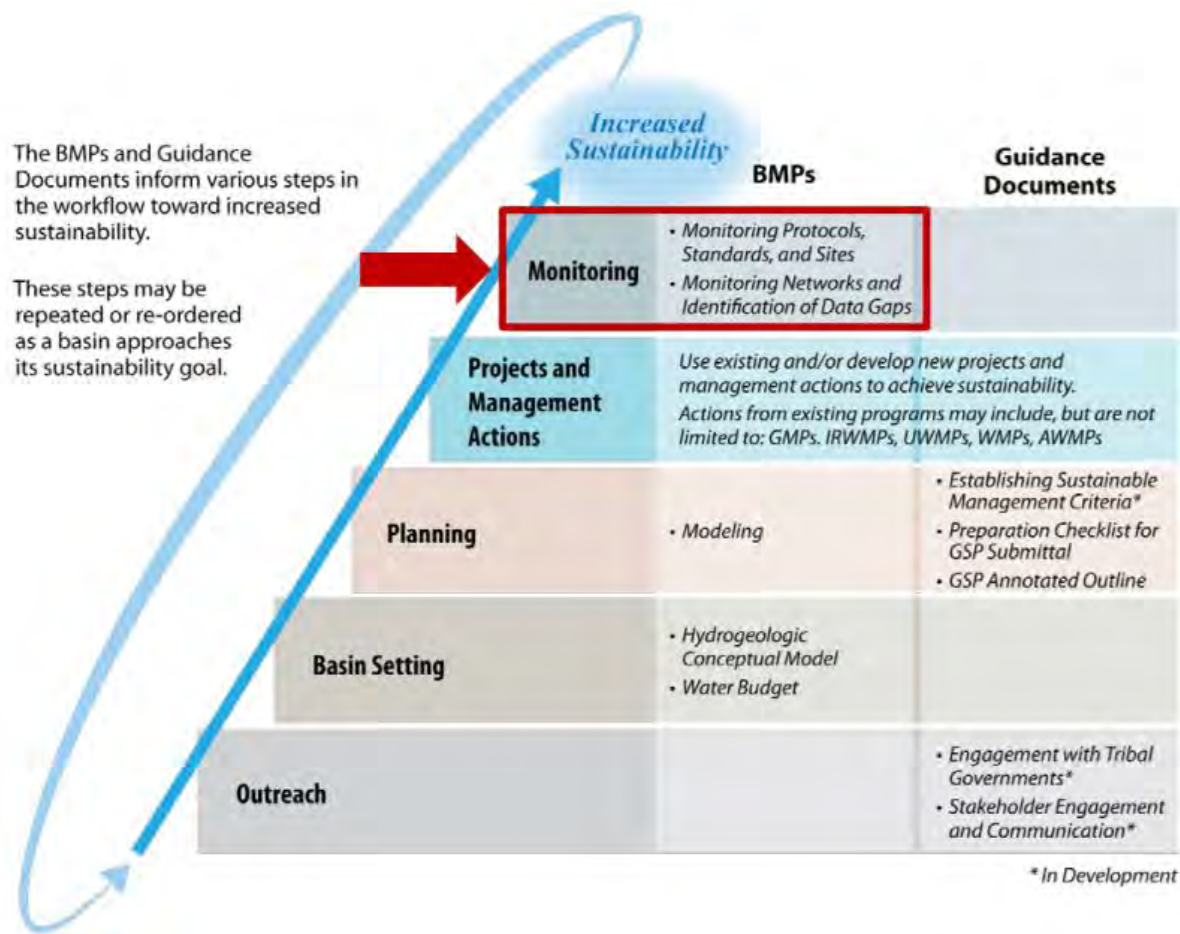 The BMPs and Guidance
Documents inform various steps in
the workflow toward increased
sustainability.
These steps may be
repeated or re-ordered
as a basin approaches
its sustainability goal.
Increased
Sustainability
BMPs
Guidance
Documents
Monitoring
• Monitoring Protocols,
Standards, and Sites
• Monitoring Networks and
Identification of Data Gaps
Projects and
Management
Actions
Use existing and/or develop new projects and
management actions to achieve sustainability.
Actions from existing programs may include, but are not
limited to: GMPs. IRWMPs, UWMPs, WMPs, AWMPs
Planning
• Modeling
• Establishing Sustainable
Management Criteria*
• Preparation Checklist for
GSP Submittal
• GSP Annotated Outline
Basin Setting
• Hydrogeologic
Conceptual Model
• Water Budget
Outreach
• Engagement with Tribal
Governments*
• Stakeholder Engagement
and Communication*
* In Development